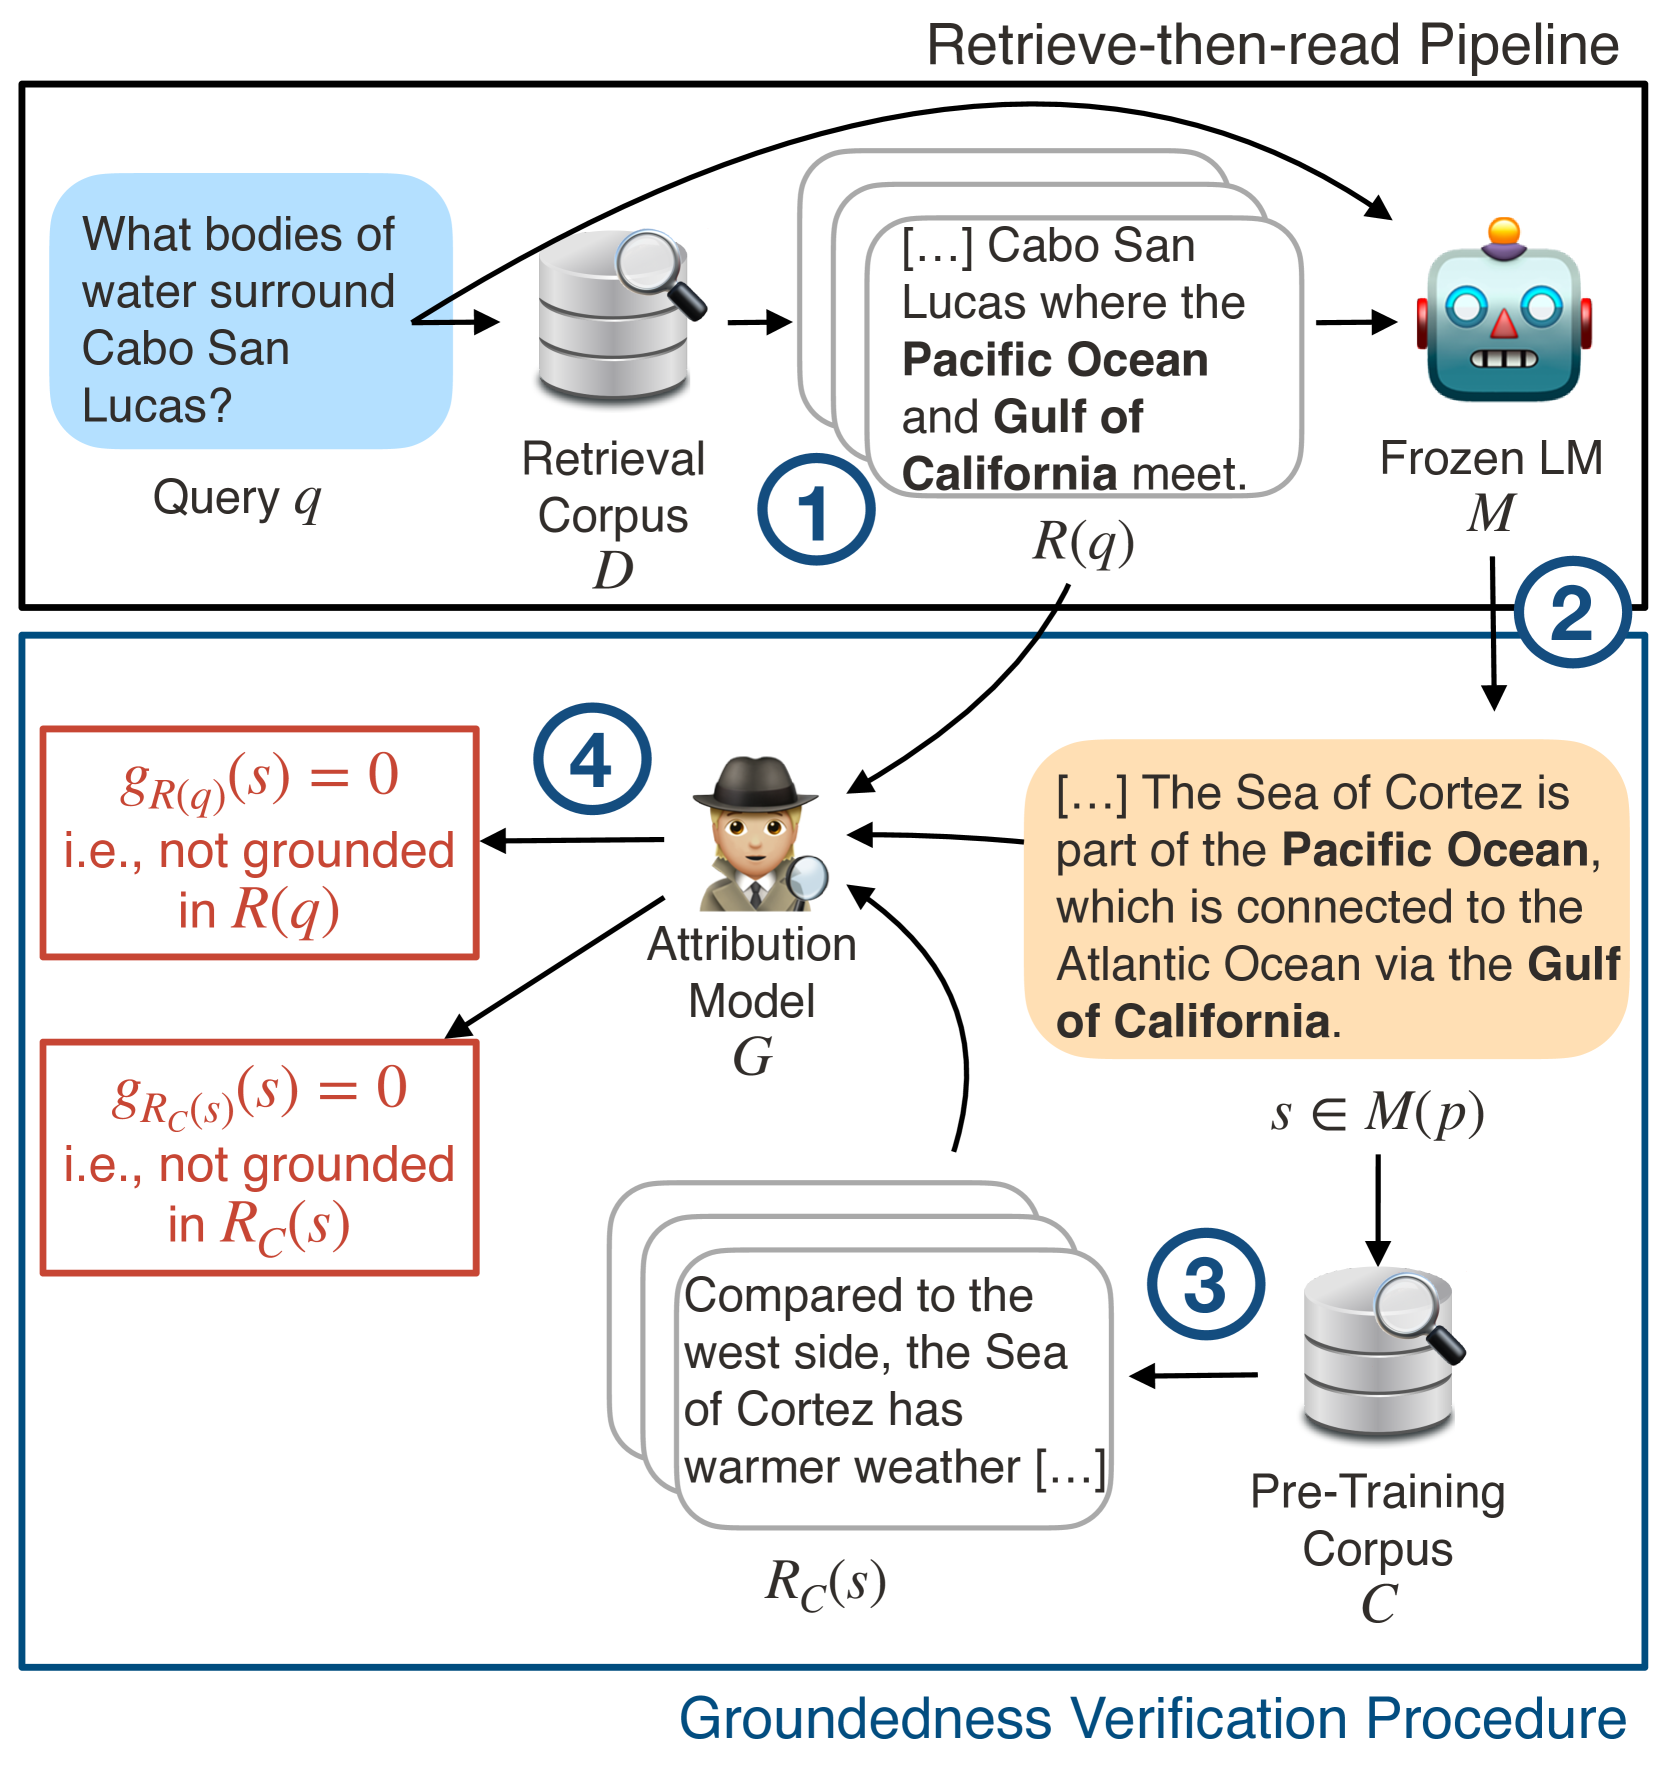 Retrieve-then-read Pipeline
What bodies of
water surround
Cabo San
Lucas?
Query q
Retrieval
Corpus
D
1
[…] Cabo San
Lucas where the
Pacific Ocean
and Gulf of
California meet.
R(q)
Frozen LM
M
2
[…] The Sea of Cortez is
part of the Pacific Ocean,
which is connected to the
Atlantic Ocean via the Gulf
of California.
s ∈ M(p)
3
Pre-Training
Corpus
C
Compared to the
west side, the Sea
of Cortez has
warmer weather […]
R_C(s)
4
Attribution
Model
G
g_{R(q)}(s) = 0
i.e., not grounded
in R(q)
g_{R_C(s)}(s) = 0
i.e., not grounded
in R_C(s)
Groundedness Verification Procedure